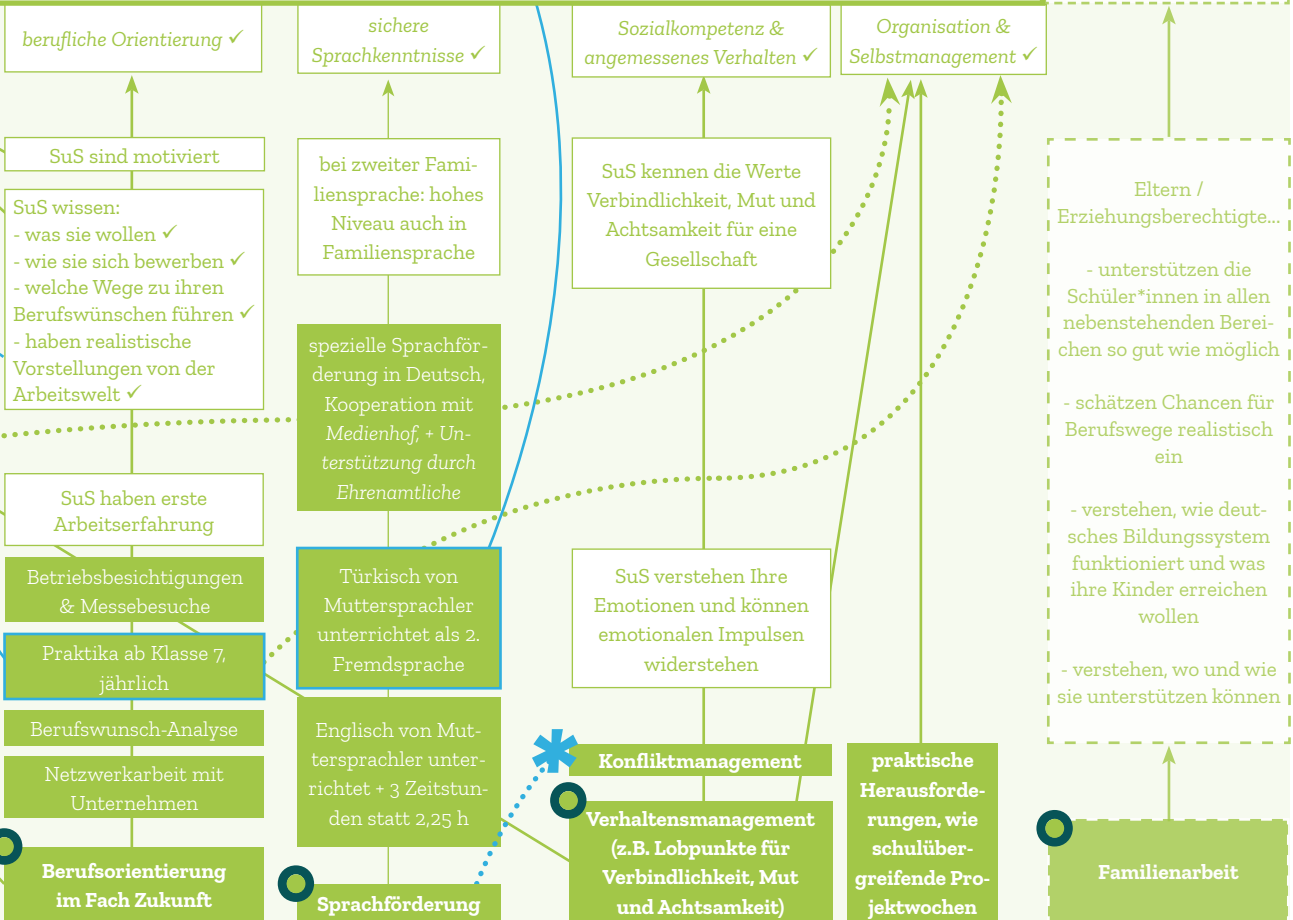 berufliche Orientierung ✓
SuS sind motiviert
SuS wissen:
- was sie wollen ✓
- wie sie sich bewerben ✓
- welche Wege zu ihren
Berufswünschen führen ✓
- haben realistische
Vorstellungen von der
Arbeitswelt ✓
SuS haben erste
Arbeitserfahrung
Betriebsbesichtigungen
& Messebesuche
Praktika ab Klasse 7,
jährlich
Berufswunsch-Analyse
Netzwerkarbeit mit
Unternehmen
Berufsorientierung
im Fach Zukunft
sichere
Sprachkenntnisse ✓
bei zweiter Fami-
liensprache: hohes
Niveau auch in
Familiensprache
spezielle Sprachför-
derung in Deutsch,
Kooperation mit
Medienhof, + Un-
terstützung durch
Ehrenamtliche
Türkisch von
Muttersprachler
unterrichtet als 2.
Fremdsprache
Englisch von Mut-
tersprachler unter-
richtet + 3 Zeitstun-
den statt 2,25 h
Sprachförderung
Sozialkompetenz &
angemessenes Verhalten ✓
SuS kennen die Werte
Verbindlichkeit, Mut und
Achtsamkeit für eine
Gesellschaft
SuS verstehen Ihre
Emotionen und können
emotionalen Impulsen
widerstehen
Konfliktmanagement
Verhaltensmanagement
(z.B. Lobpunkte für
Verbindlichkeit, Mut
und Achtsamkeit)
Organisation &
Selbstmanagement ✓
praktische
Herausforde-
rungen, wie
schulüber-
greifende Pro-
jektwochen
Eltern /
Erziehungsberechtigte...
- unterstützen die
Schüler*innen in allen
nebenstehenden Berei-
chen so gut wie möglich
- schätzen Chancen für
Berufswege realistisch
ein
- verstehen, wie deut-
sches Bildungssystem
funktioniert und was
ihre Kinder erreichen
wollen
- verstehen, wo und wie
sie unterstützen können
Familienarbeit